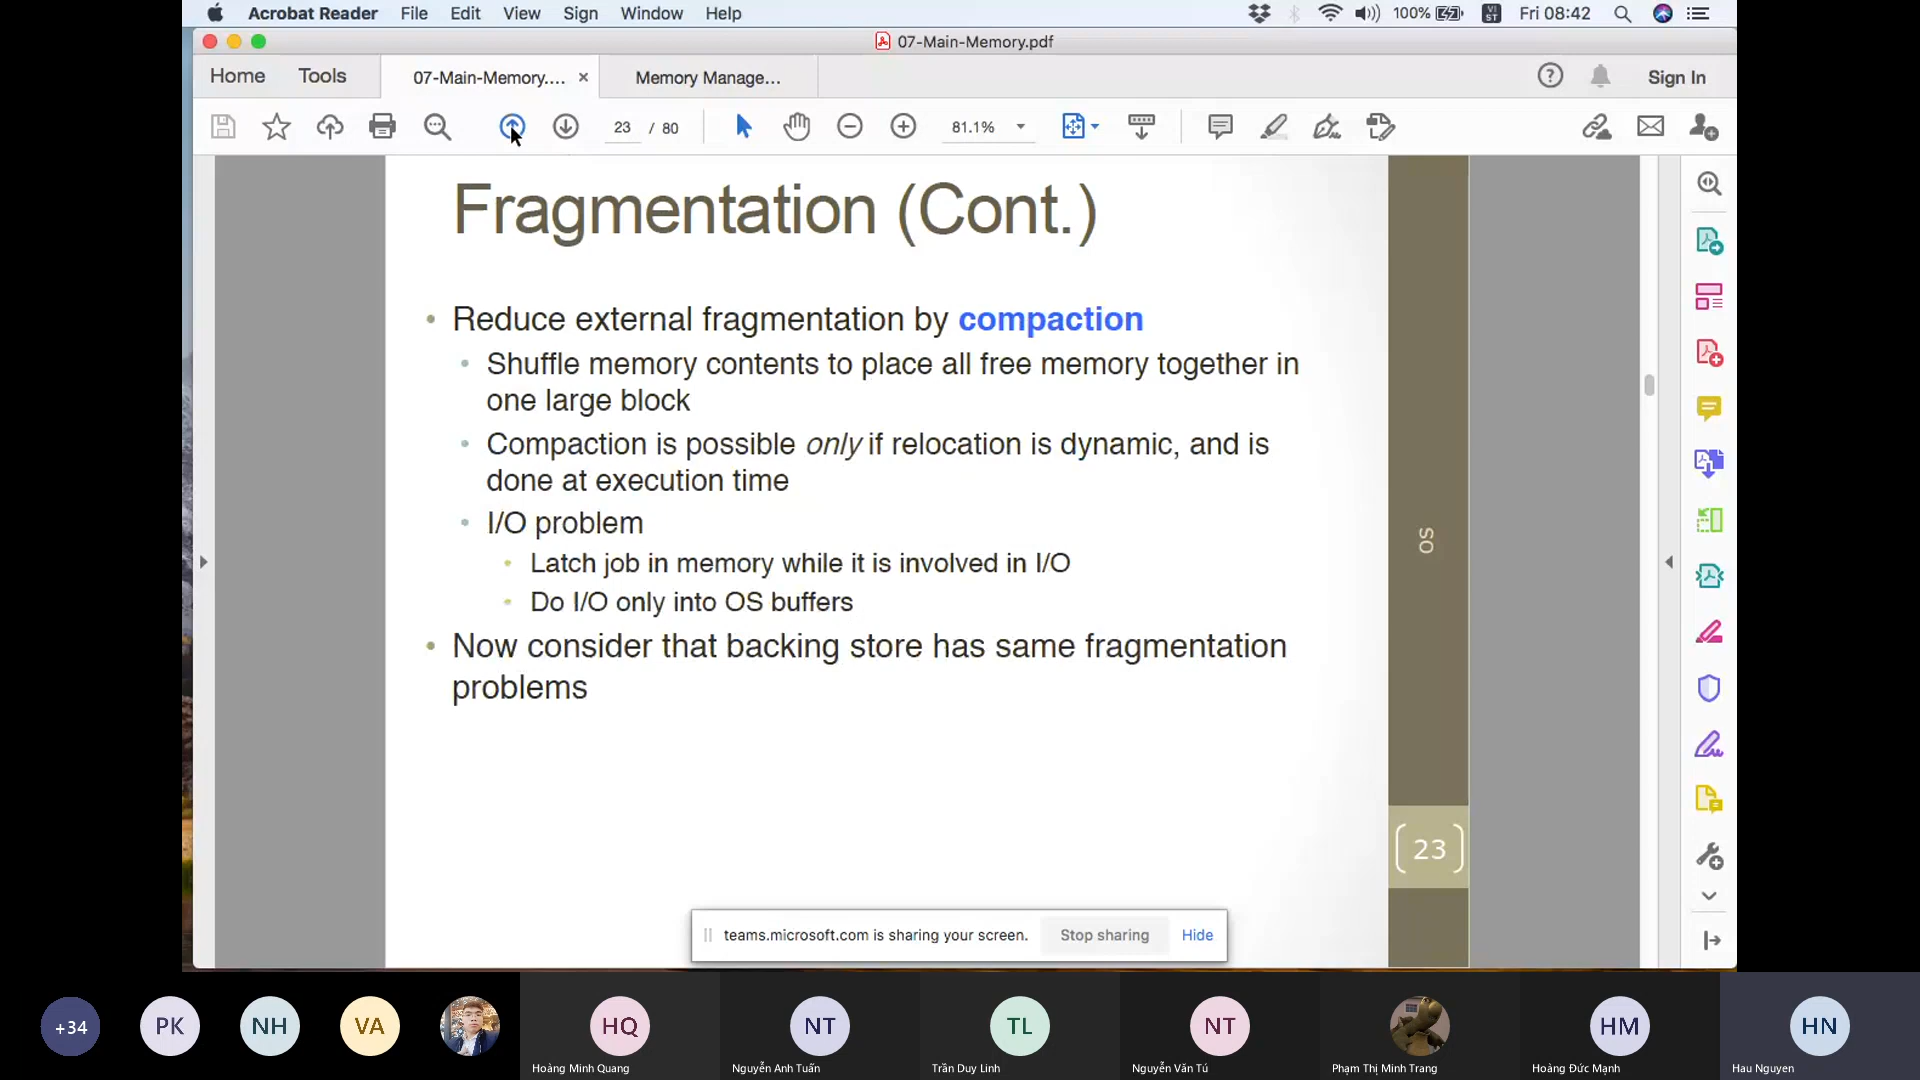 Acrobat Reader File Edit View Sign Window Help 100% VI ST Fri 08:42
07-Main-Memory.pdf
Home Tools 07-Main-Memory.... × Memory Manage... ? Sign In
23 / 80 81.1%
Fragmentation (Cont.)
• Reduce external fragmentation by compaction
• Shuffle memory contents to place all free memory together in
one large block
• Compaction is possible only if relocation is dynamic, and is
done at execution time
• I/O problem
• Latch job in memory while it is involved in I/O
• Do I/O only into OS buffers
• Now consider that backing store has same fragmentation
problems
OS
23
teams.microsoft.com is sharing your screen. Stop sharing Hide
+34 PK NH VA HQ NT TL NT HM HN
Hoàng Minh Quang Nguyễn Anh Tuấn Trần Duy Linh Nguyễn Văn Tú Phạm Thị Minh Trang Hoàng Đức Mạnh Hau Nguyen